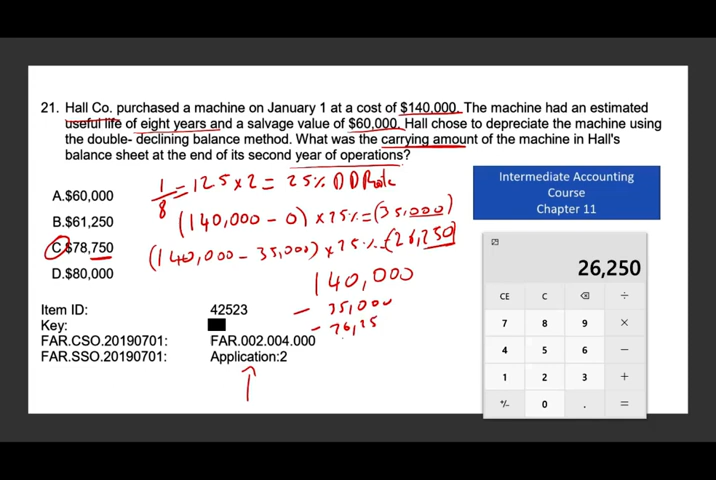 21. Hall Co. purchased a machine on January 1 at a cost of $140,000. The machine had an estimated
useful life of eight years and a salvage value of $60,000. Hall chose to depreciate the machine using
the double- declining balance method. What was the carrying amount of the machine in Hall's
balance sheet at the end of its second year of operations?
1/8 = 125 x 2 = 25% DD Rate
A.$60,000
(140,000 - 0) x 25% = (35,000)
B.$61,250
C.$78,750
(140,000 - 35,000) x 25% = (26,250)
D.$80,000
140,000
- 35,000
- 26,25
Item ID: 42523
Key:
FAR.CSO.20190701: FAR.002.004.000
FAR.SSO.20190701: Application:2
Intermediate Accounting
Course
Chapter 11
26,250
CE C ÷
7 8 9 ×
4 5 6 −
1 2 3 +
+/- 0 . =